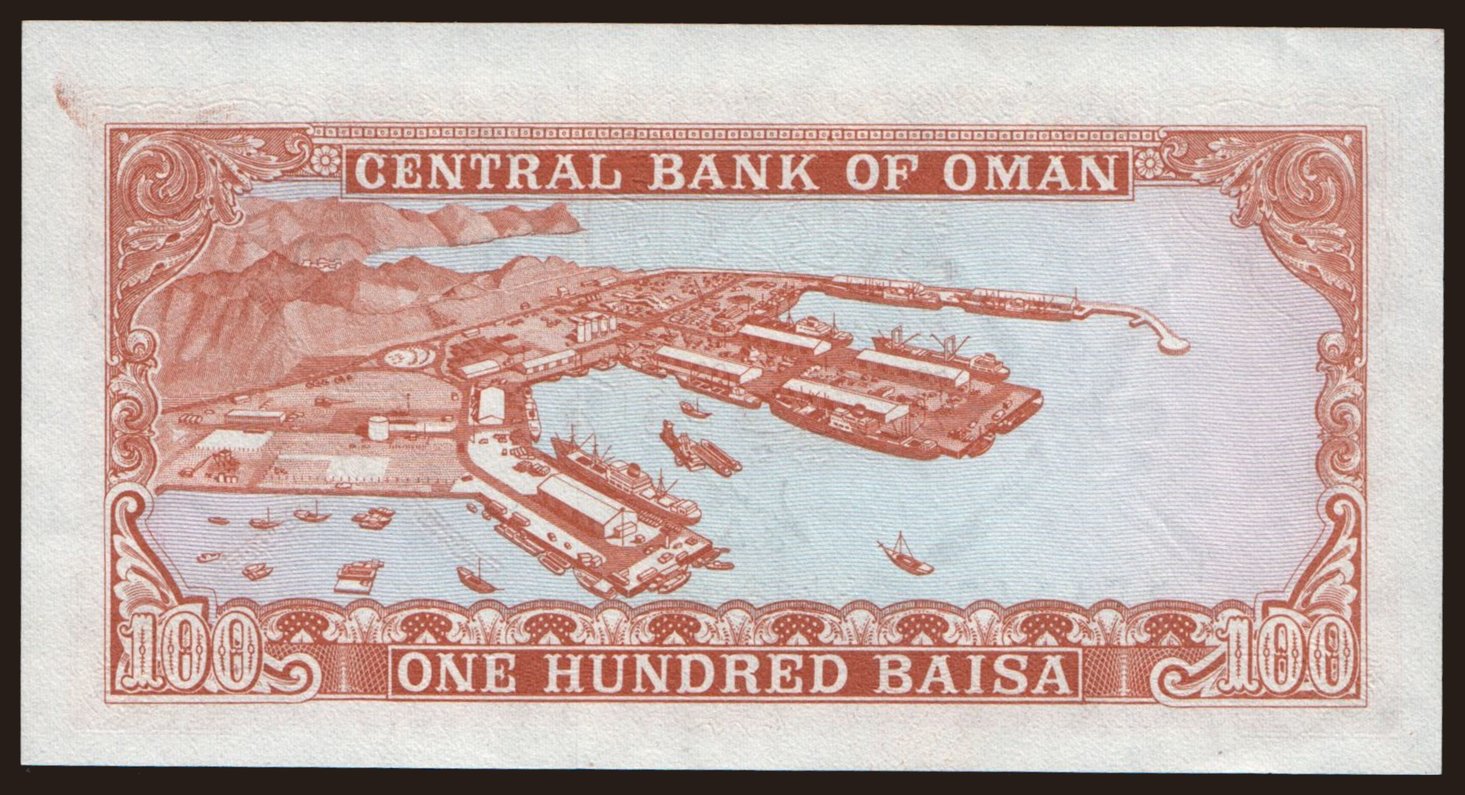 CENTRAL BANK OF OMAN
100
ONE HUNDRED BAISA
100